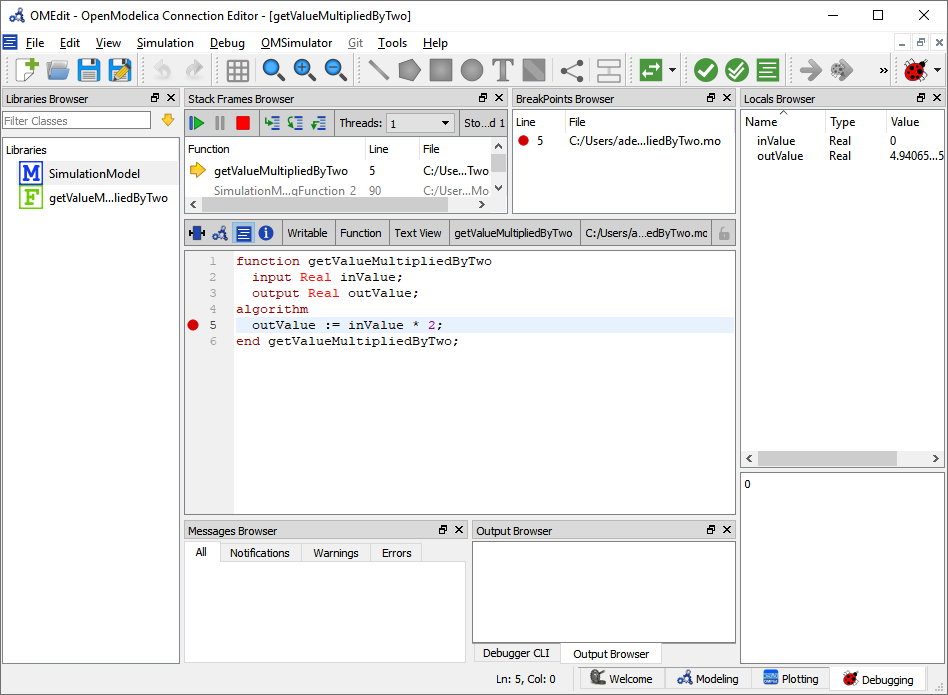 OMEdit - OpenModelica Connection Editor - [getValueMultipliedByTwo]
File Edit View Simulation Debug OMSimulator Git Tools Help
T »
Libraries Browser
Filter Classes
Libraries
M SimulationModel
F getValueM...liedByTwo
Stack Frames Browser
Threads: 1 Sto...d 1
Function Line File
getValueMultipliedByTwo 5 C:/Use...Two
SimulationM...qFunction_2 90 C:/User...Mo
BreakPoints Browser
Line File
5 C:/Users/ade...liedByTwo.mo
Locals Browser
Name Type Value
inValue Real 0
outValue Real 4.94065...5
0
i Writable Function Text View getValueMultipliedByTwo C:/Users/a...edByTwo.mo
1 function getValueMultipliedByTwo
2 input Real inValue;
3 output Real outValue;
4 algorithm
5 outValue := inValue * 2;
6 end getValueMultipliedByTwo;
Messages Browser
All Notifications Warnings Errors
Output Browser
Debugger CLI Output Browser
Ln: 5, Col: 0 Welcome Modeling Plotting Debugging